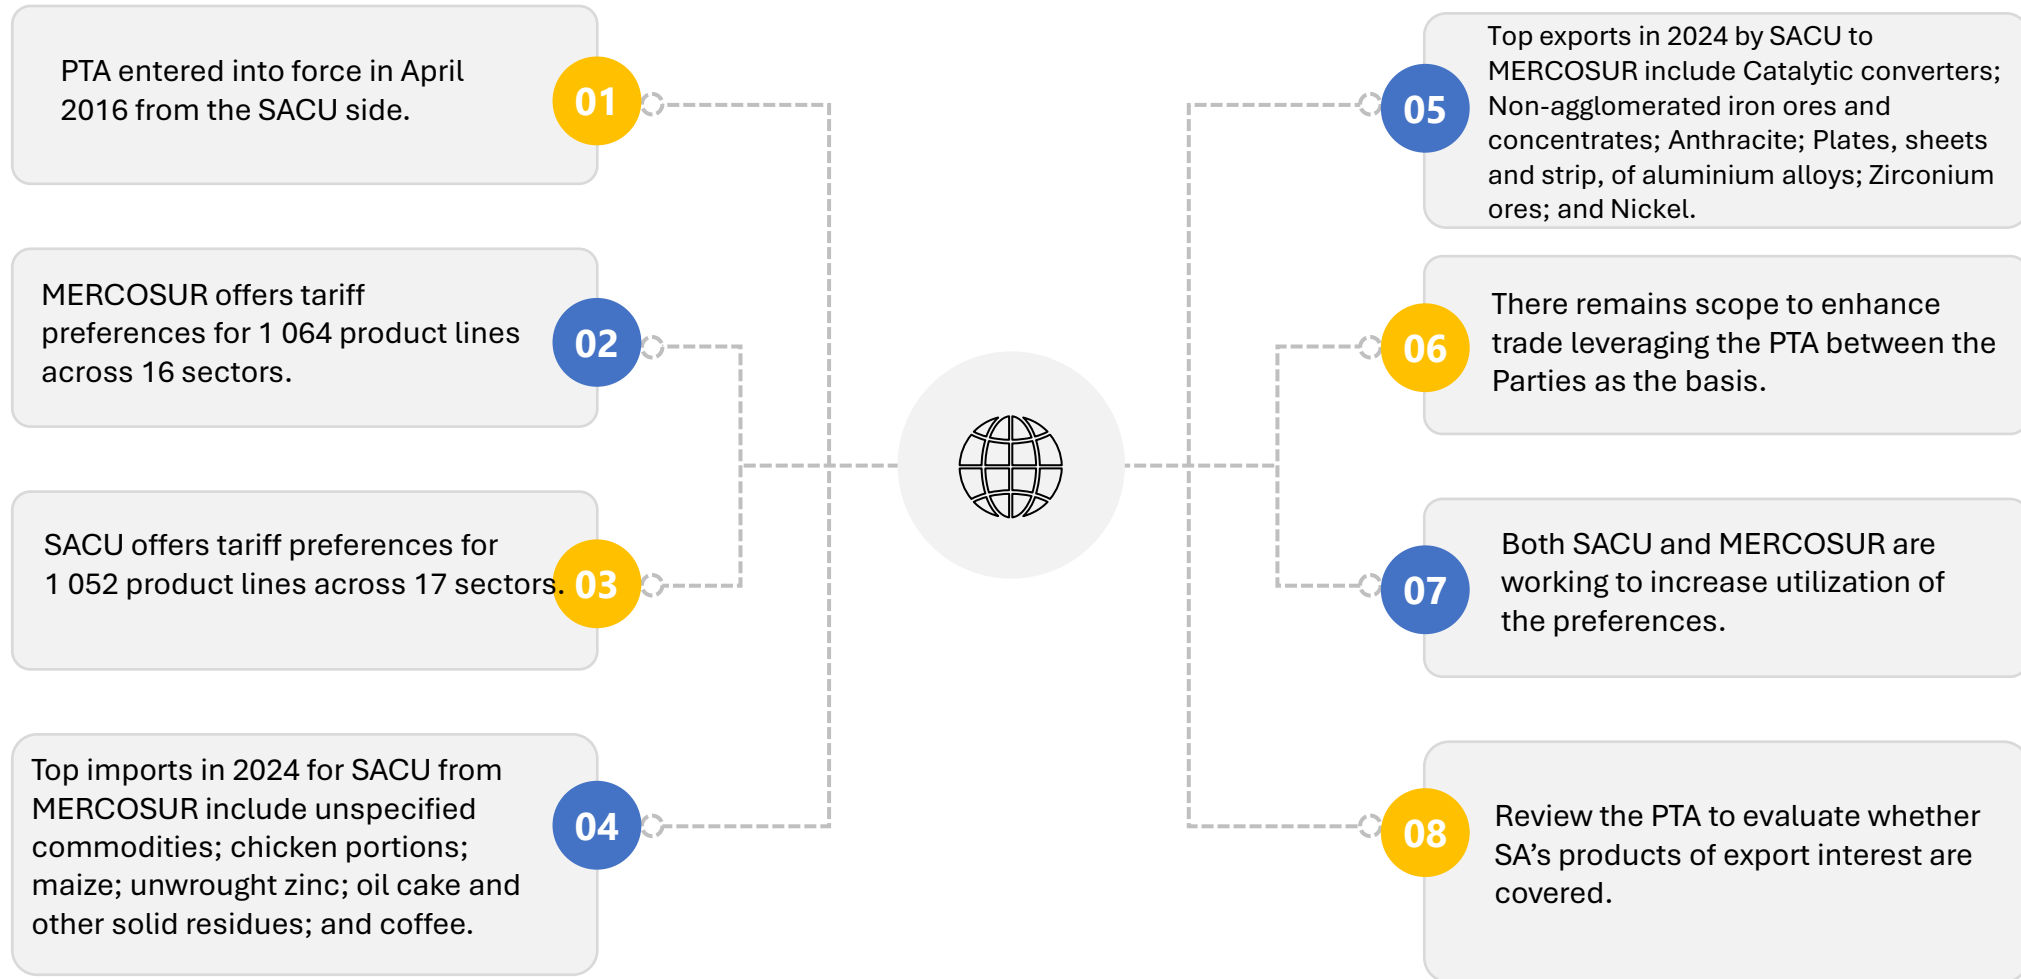 PTA entered into force in April
2016 from the SACU side.
01
MERCOSUR offers tariff
preferences for 1 064 product lines
across 16 sectors.
02
SACU offers tariff preferences for
1 052 product lines across 17 sectors.
03
Top imports in 2024 for SACU from
MERCOSUR include unspecified
commodities; chicken portions;
maize; unwrought zinc; oil cake and
other solid residues; and coffee.
04
05
Top exports in 2024 by SACU to
MERCOSUR include Catalytic converters;
Non-agglomerated iron ores and
concentrates; Anthracite; Plates, sheets
and strip, of aluminium alloys; Zirconium
ores; and Nickel.
06
There remains scope to enhance
trade leveraging the PTA between the
Parties as the basis.
07
Both SACU and MERCOSUR are
working to increase utilization of
the preferences.
08
Review the PTA to evaluate whether
SA’s products of export interest are
covered.